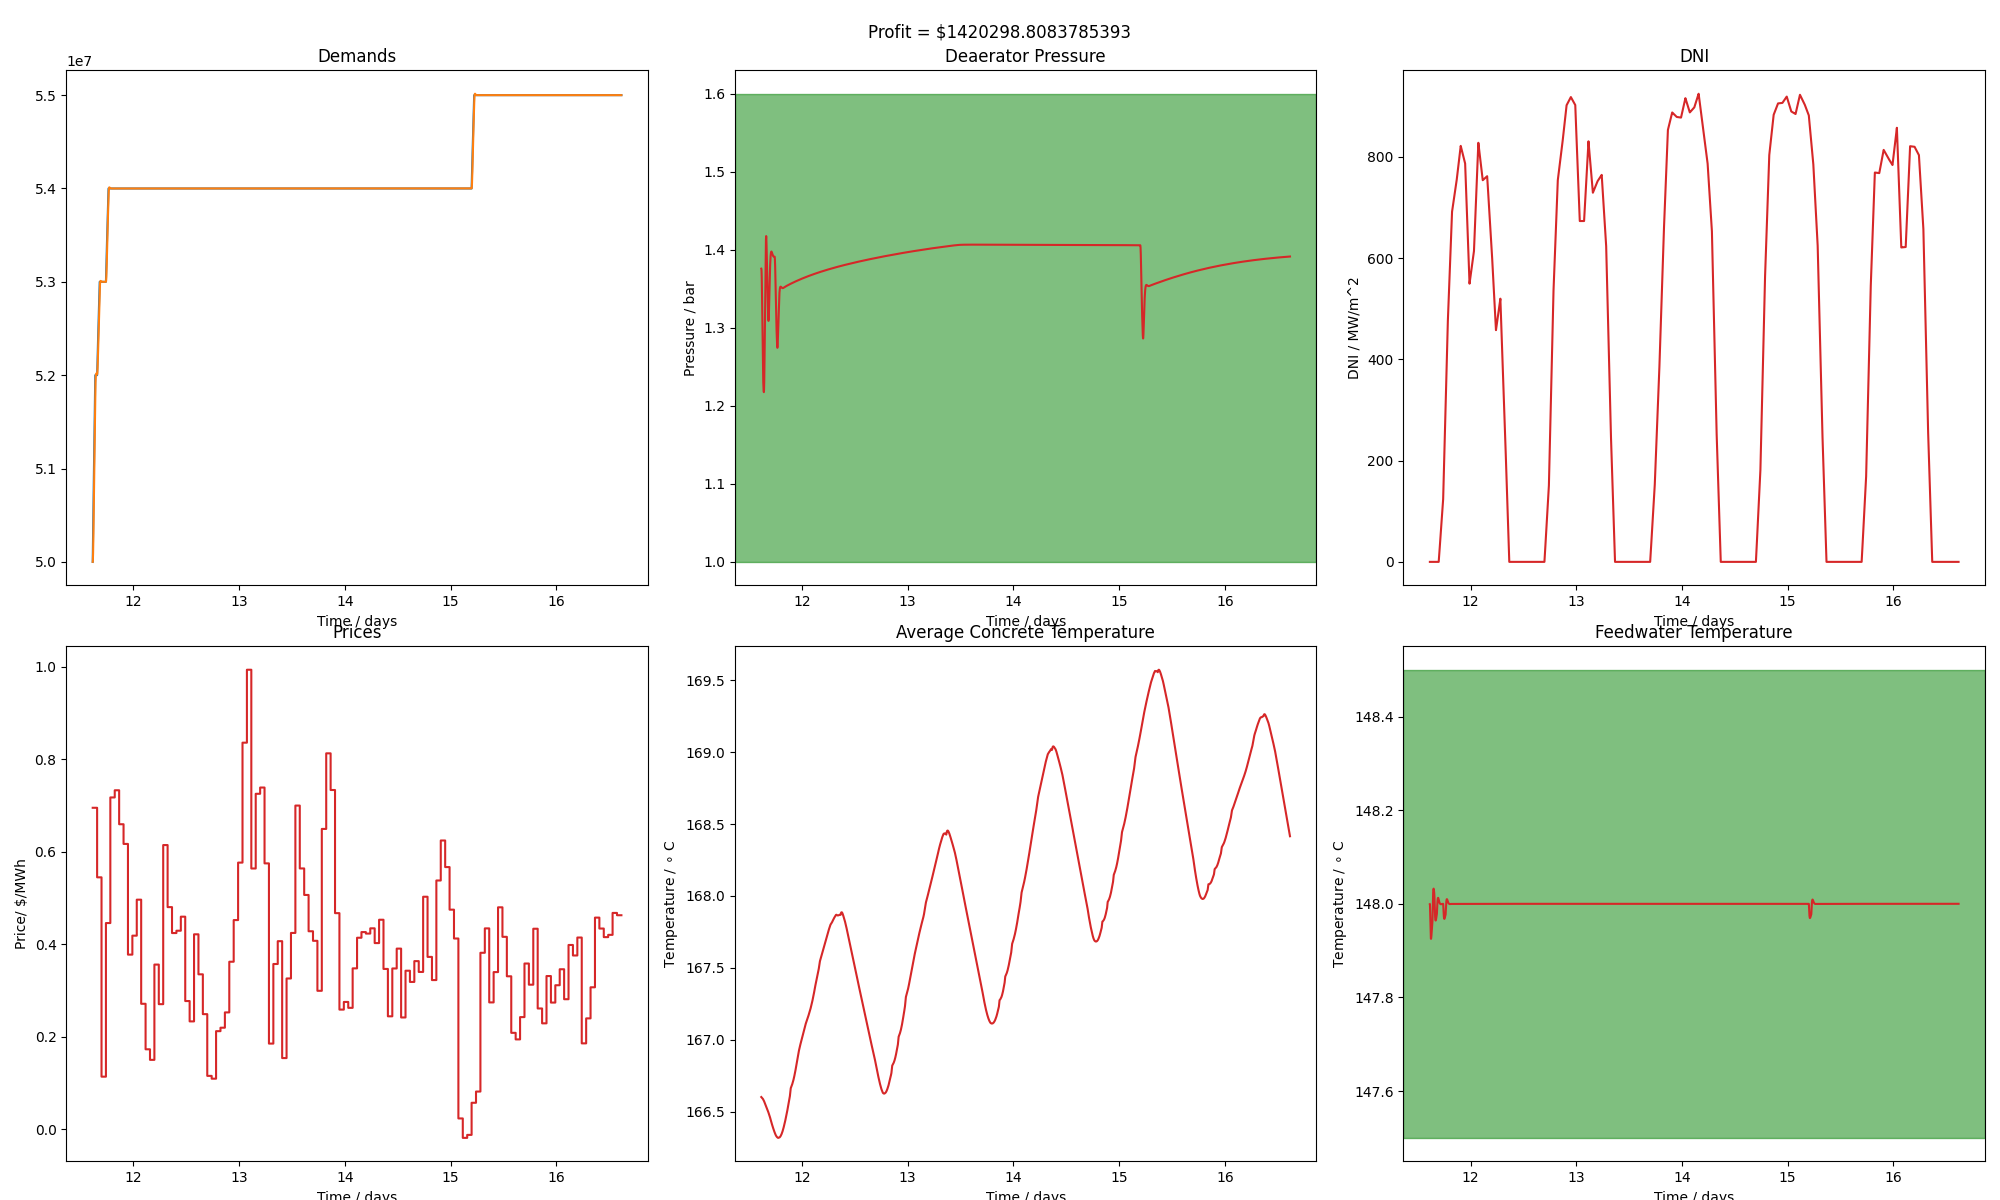 Profit = $1420298.8083785393
Demands
1e7
5.5
5.4
5.3
5.2
5.1
5.0
12 13 14 15 16
Time / days
Deaerator Pressure
Pressure / bar
1.6
1.5
1.4
1.3
1.2
1.1
1.0
12 13 14 15 16
Time / days
DNI
DNI / MW/m^2
800
600
400
200
0
12 13 14 15 16
Time / days
Prices
Price/ $/MWh
1.0
0.8
0.6
0.4
0.2
0.0
12 13 14 15 16
Time / days
Average Concrete Temperature
Temperature / ∘ C
169.5
169.0
168.5
168.0
167.5
167.0
166.5
12 13 14 15 16
Time / days
Feedwater Temperature
Temperature / ∘ C
148.4
148.2
148.0
147.8
147.6
12 13 14 15 16
Time / days